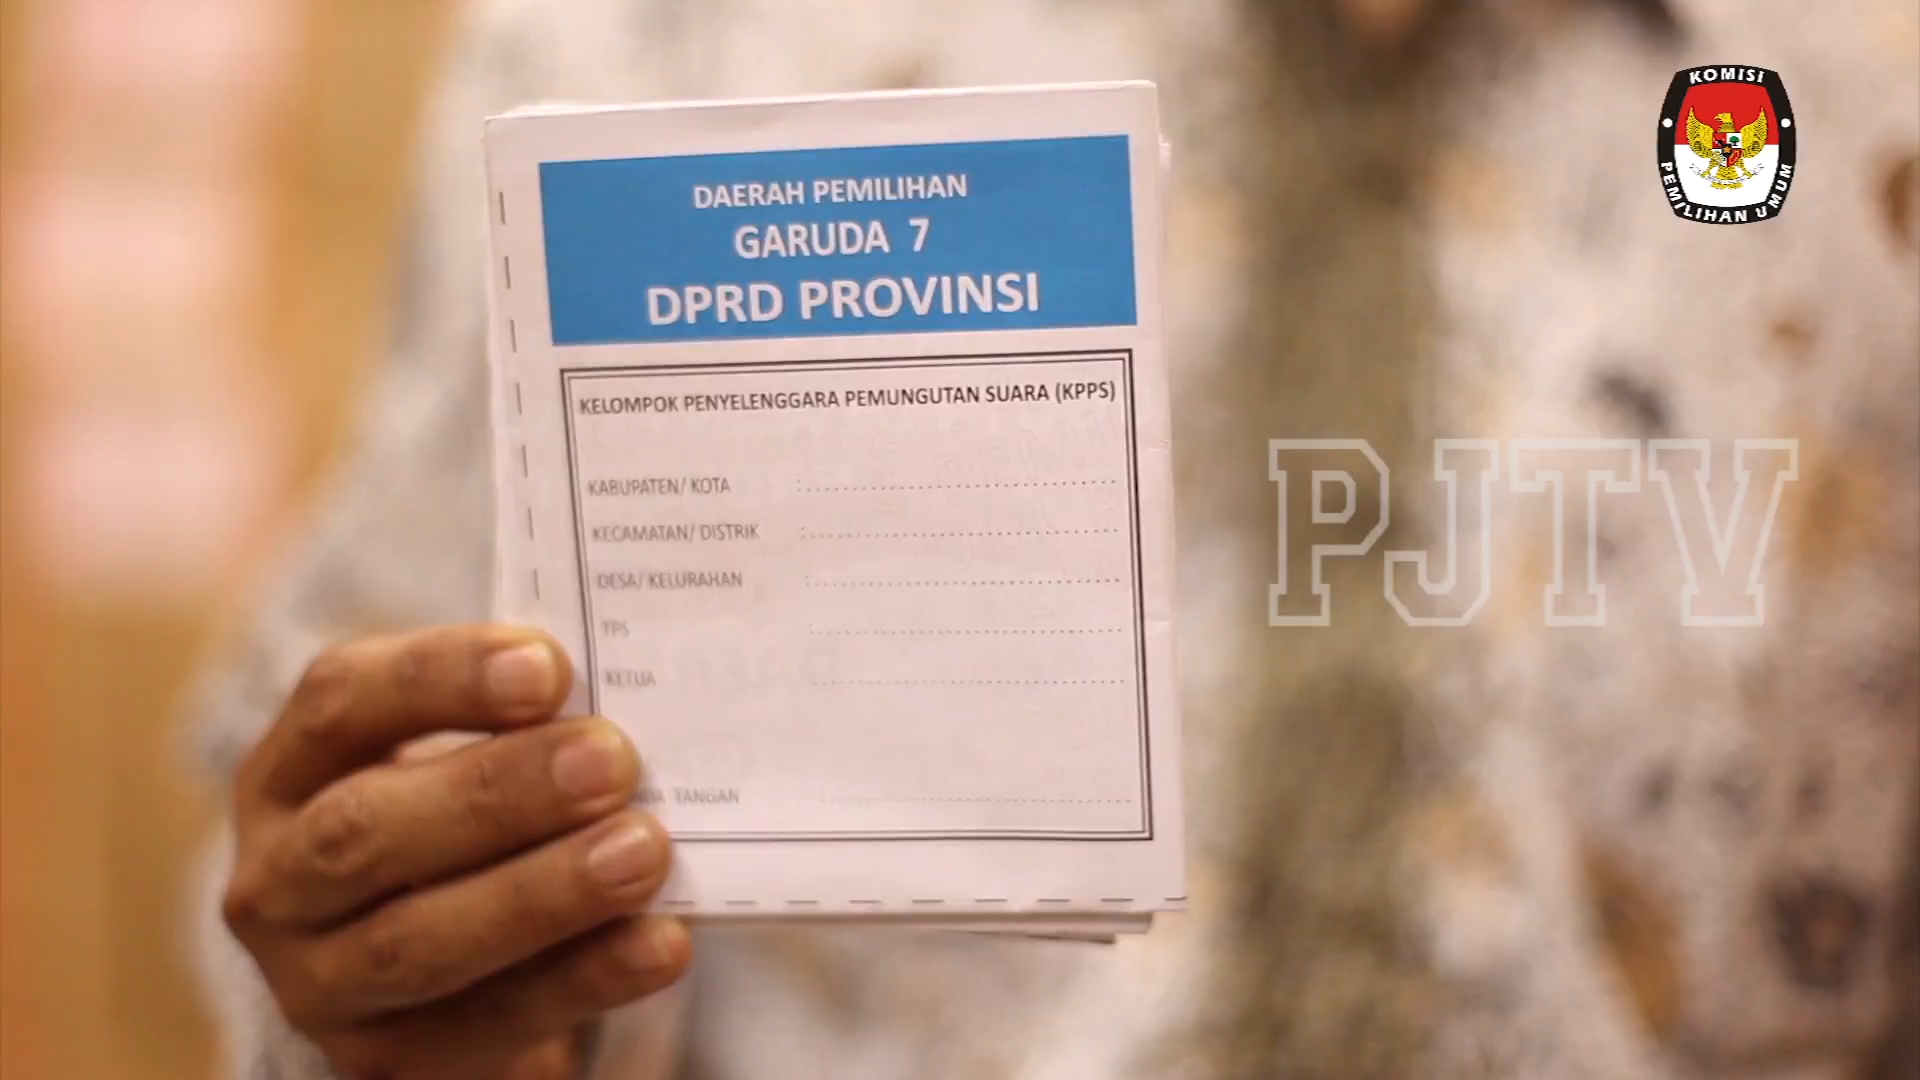 DAERAH PEMILIHAN
GARUDA 7
DPRD PROVINSI
KELOMPOK PENYELENGGARA PEMUNGUTAN SUARA (KPPS)
KABUPATEN/ KOTA :
KECAMATAN/ DISTRIK :
DESA/ KELURAHAN :
TPS :
KETUA :
TANGAN :
KOMISI
PEMILIHAN UMUM
PJTV